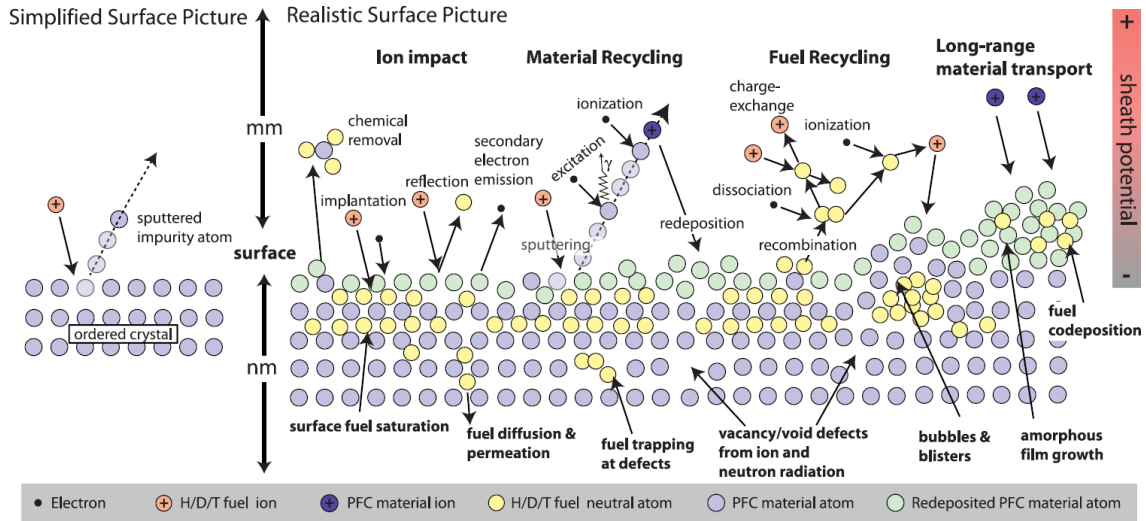 Simplified Surface Picture
Realistic Surface Picture
Ion impact
Material Recycling
Fuel Recycling
Long-range
material transport
+
sheath potential
-
mm
surface
nm
+
sputtered
impurity atom
ordered crystal
chemical
removal
implantation
+
reflection
+
secondary
electron
emission
+
sputtering
ionization
+
excitation
γ
redeposition
charge-
exchange
+
+
ionization
+
dissociation
recombination
+
+
surface fuel saturation
fuel diffusion &
permeation
fuel trapping
at defects
vacancy/void defects
from ion and
neutron radiation
bubbles &
blisters
amorphous
film growth
fuel
codeposition
Electron
+ H/D/T fuel ion
+ PFC material ion
H/D/T fuel neutral atom
PFC material atom
Redeposited PFC material atom